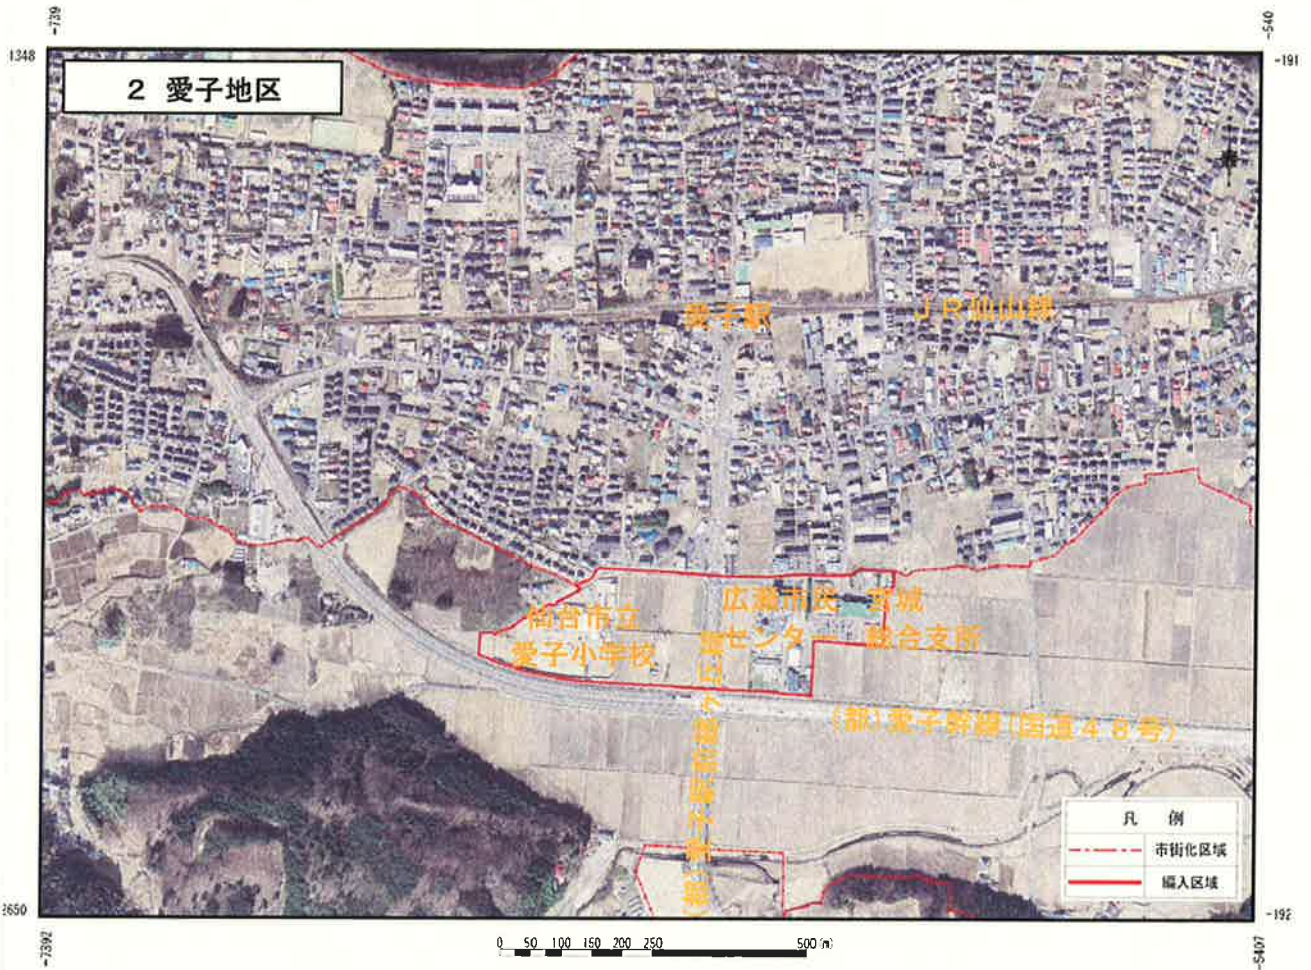 -739
-540
1348
-191
2 愛子地区
愛子駅
JR仙山線
仙台市立
愛子小学校
広瀬市民
センター
宮城
総合支所
(都)愛子幹線(国道48号)
凡 例
市街化区域
編入区域
2650
-192
-7392
-5407
0 50 100 150 200 250 500(m)